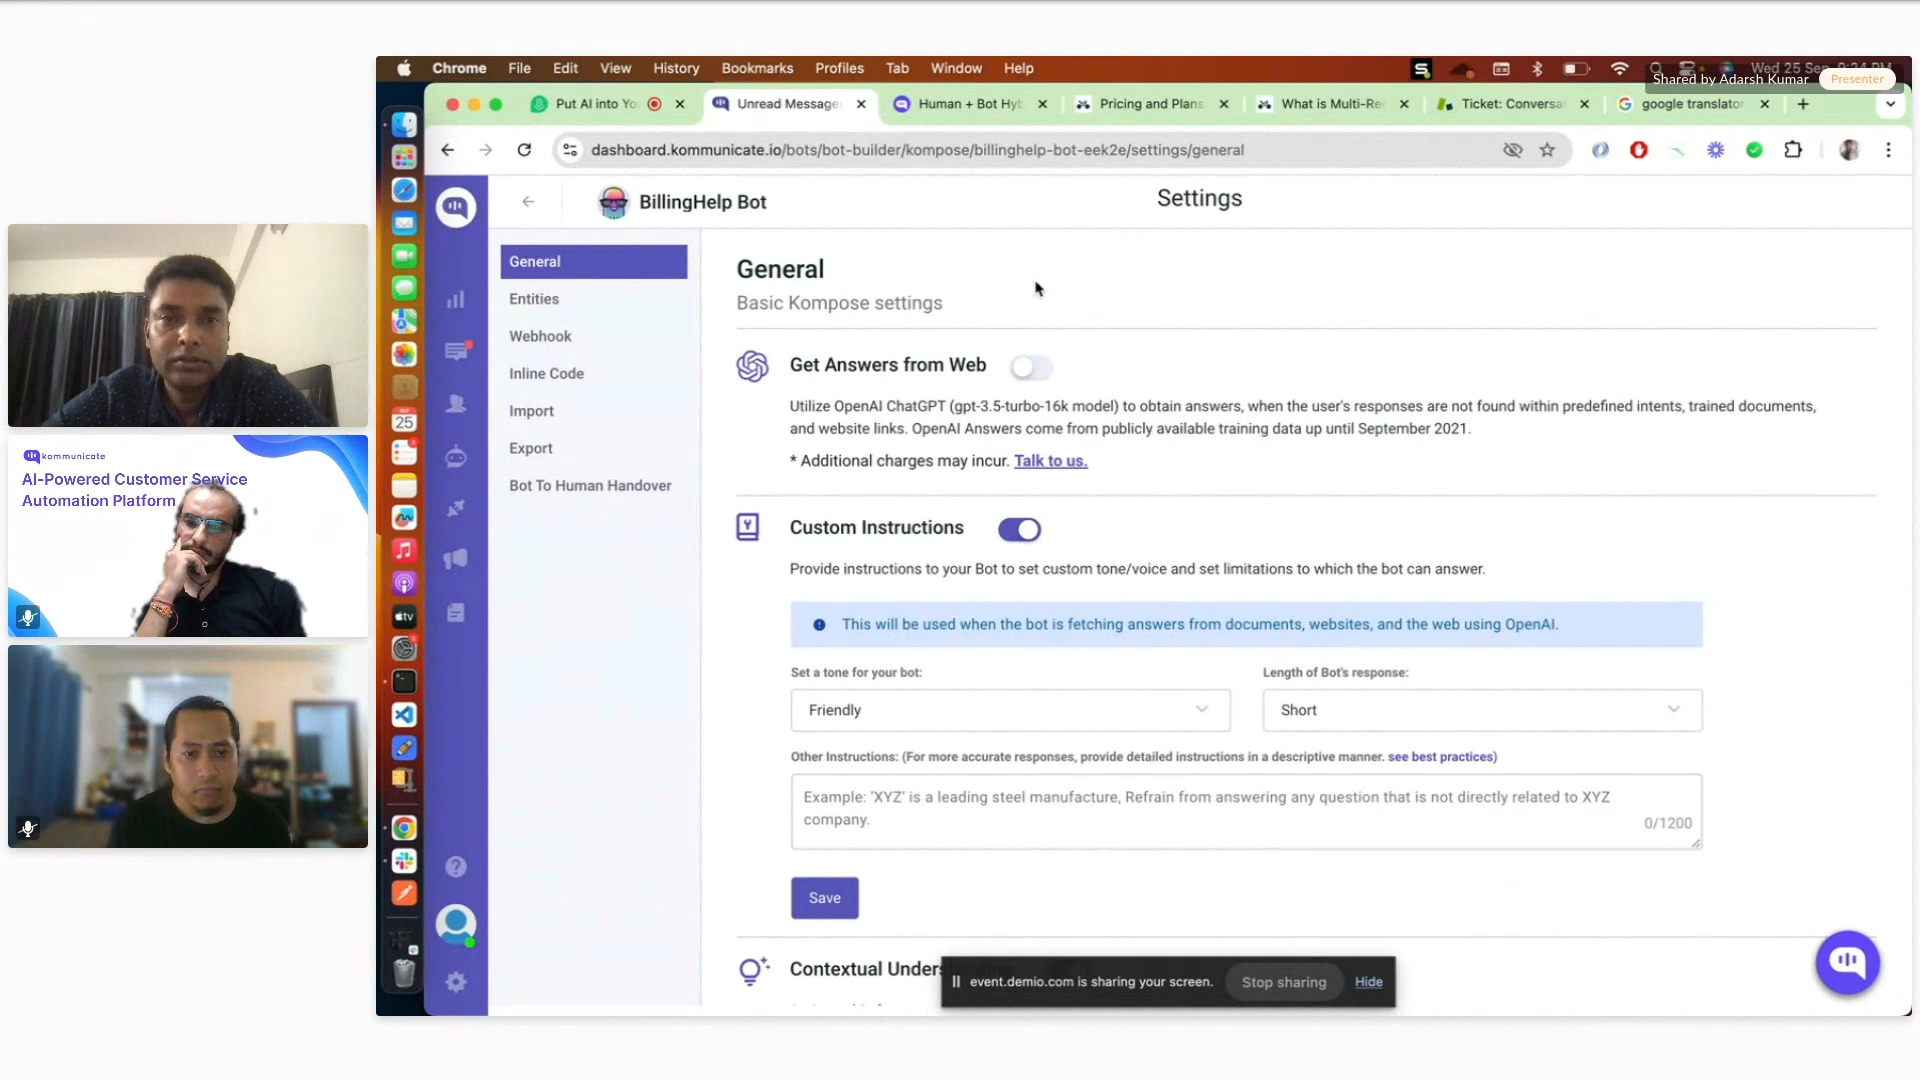 Chrome File Edit View History Bookmarks Profiles Tab Window Help
Wed 25 Sep 9:24 PM
Shared by Adarsh Kumar Presenter
Put AI into Yo
Unread Message
Human + Bot Hyb
Pricing and Plans
What is Multi-Re
Ticket: Conversa
google translator
dashboard.kommunicate.io/bots/bot-builder/kompose/billinghelp-bot-eek2e/settings/general
BillingHelp Bot
Settings
General
Entities
Webhook
Inline Code
Import
Export
Bot To Human Handover
General
Basic Kompose settings
Get Answers from Web
Utilize OpenAI ChatGPT (gpt-3.5-turbo-16k model) to obtain answers, when the user's responses are not found within predefined intents, trained documents,
and website links. OpenAI Answers come from publicly available training data up until September 2021.
* Additional charges may incur. Talk to us.
Custom Instructions
Provide instructions to your Bot to set custom tone/voice and set limitations to which the bot can answer.
This will be used when the bot is fetching answers from documents, websites, and the web using OpenAI.
Set a tone for your bot:
Length of Bot's response:
Friendly
Short
Other Instructions: (For more accurate responses, provide detailed instructions in a descriptive manner. see best practices)
Example: 'XYZ' is a leading steel manufacture, Refrain from answering any question that is not directly related to XYZ
company.
0/1200
Save
Contextual Unders
event.demio.com is sharing your screen. Stop sharing Hide
kommunicate
AI-Powered Customer Service
Automation Platform
25
tv